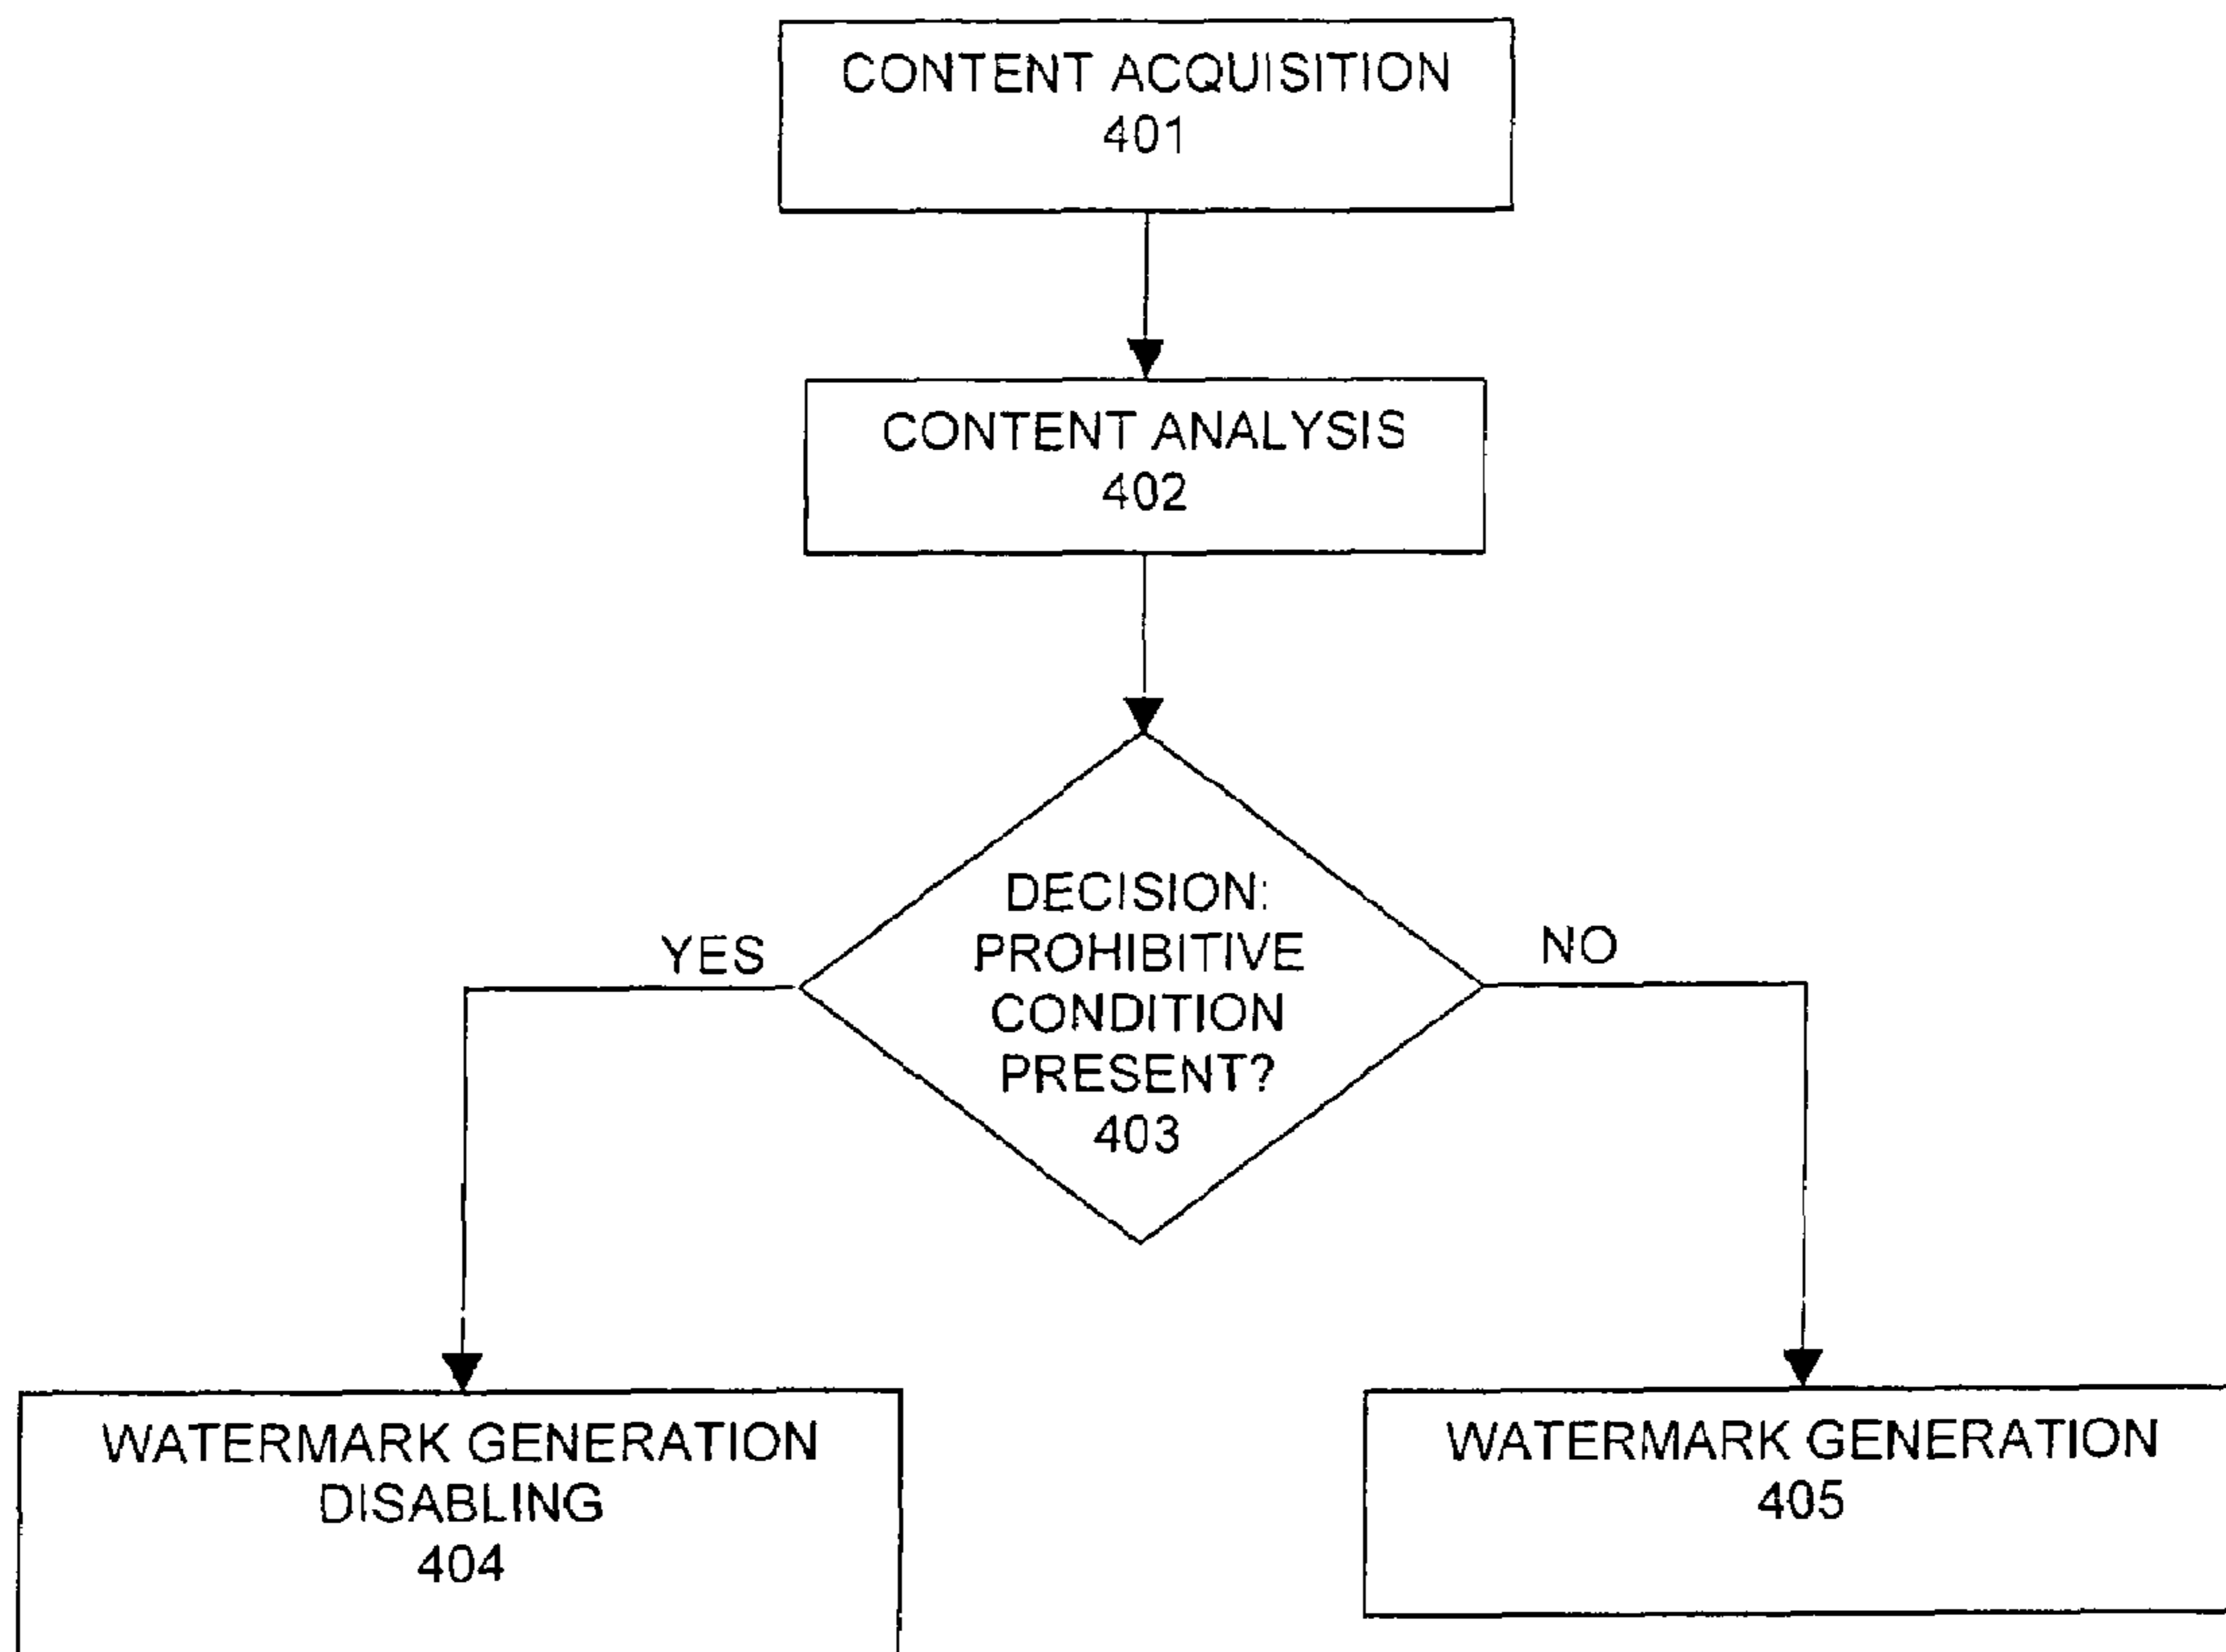 CONTENT ACQUISITION
401
CONTENT ANALYSIS
402
DECISION:
PROHIBITIVE
CONDITION
PRESENT?
403
YES
NO
WATERMARK GENERATION
DISABLING
404
WATERMARK GENERATION
405